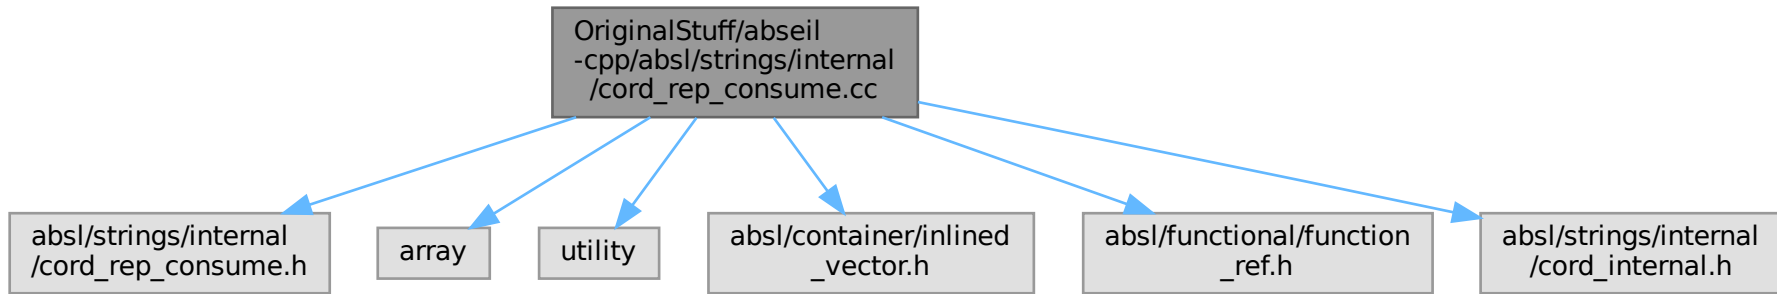 OriginalStuff/abseil
-cpp/absl/strings/internal
/cord_rep_consume.cc
absl/strings/internal
/cord_rep_consume.h
array
utility
absl/container/inlined
_vector.h
absl/functional/function
_ref.h
absl/strings/internal
/cord_internal.h